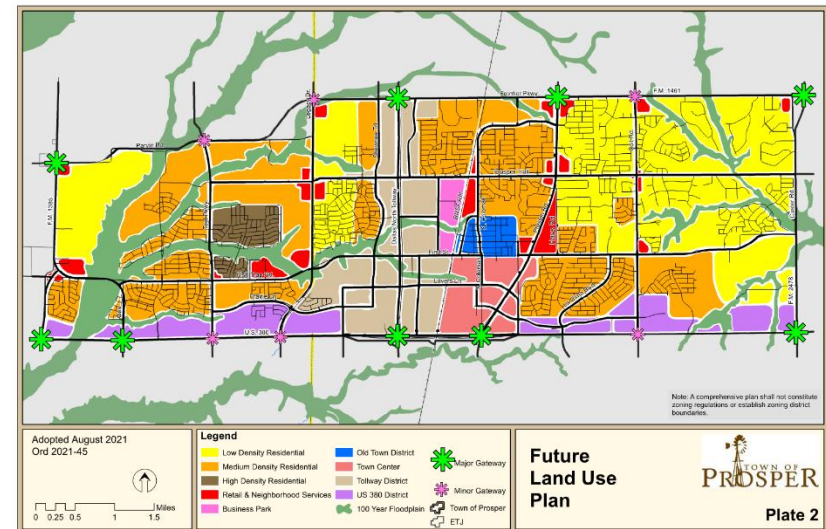 F.M. 1461
Frontier Pkwy.
Parvin Rd.
F.M. 1385
Dallas North Tollway
First St.
U.S. 380
F.M. 2478
Note: A comprehensive plan shall not constitute
zoning regulations or establish zoning district
boundaries.
Adopted August 2021
Ord 2021-45
0 0.25 0.5 1 1.5
Miles
Legend
Low Density Residential
Medium Density Residential
High Density Residential
Retail & Neighborhood Services
Business Park
Old Town District
Town Center
Tollway District
US 380 District
100 Year Floodplain
Major Gateway
Minor Gateway
Town of Prosper
ETJ
Future
Land Use
Plan
TOWN OF
PROSPER
Plate 2